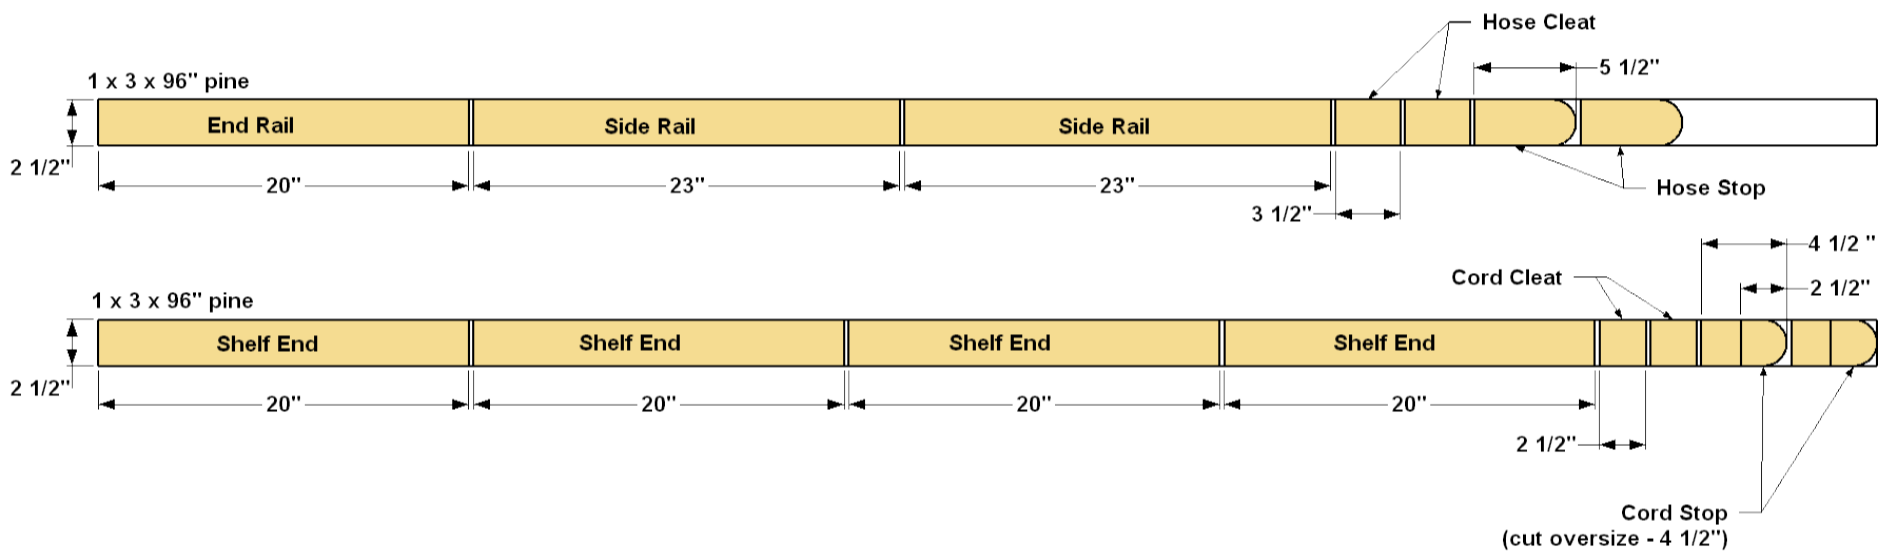 Hose Cleat
1 x 3 x 96" pine
5 1/2"
End Rail
Side Rail
Side Rail
2 1/2"
20"
23"
23"
Hose Stop
3 1/2"
4 1/2 "
Cord Cleat
2 1/2"
1 x 3 x 96" pine
Shelf End
Shelf End
Shelf End
Shelf End
2 1/2"
20"
20"
20"
20"
2 1/2"
Cord Stop
(cut oversize - 4 1/2")